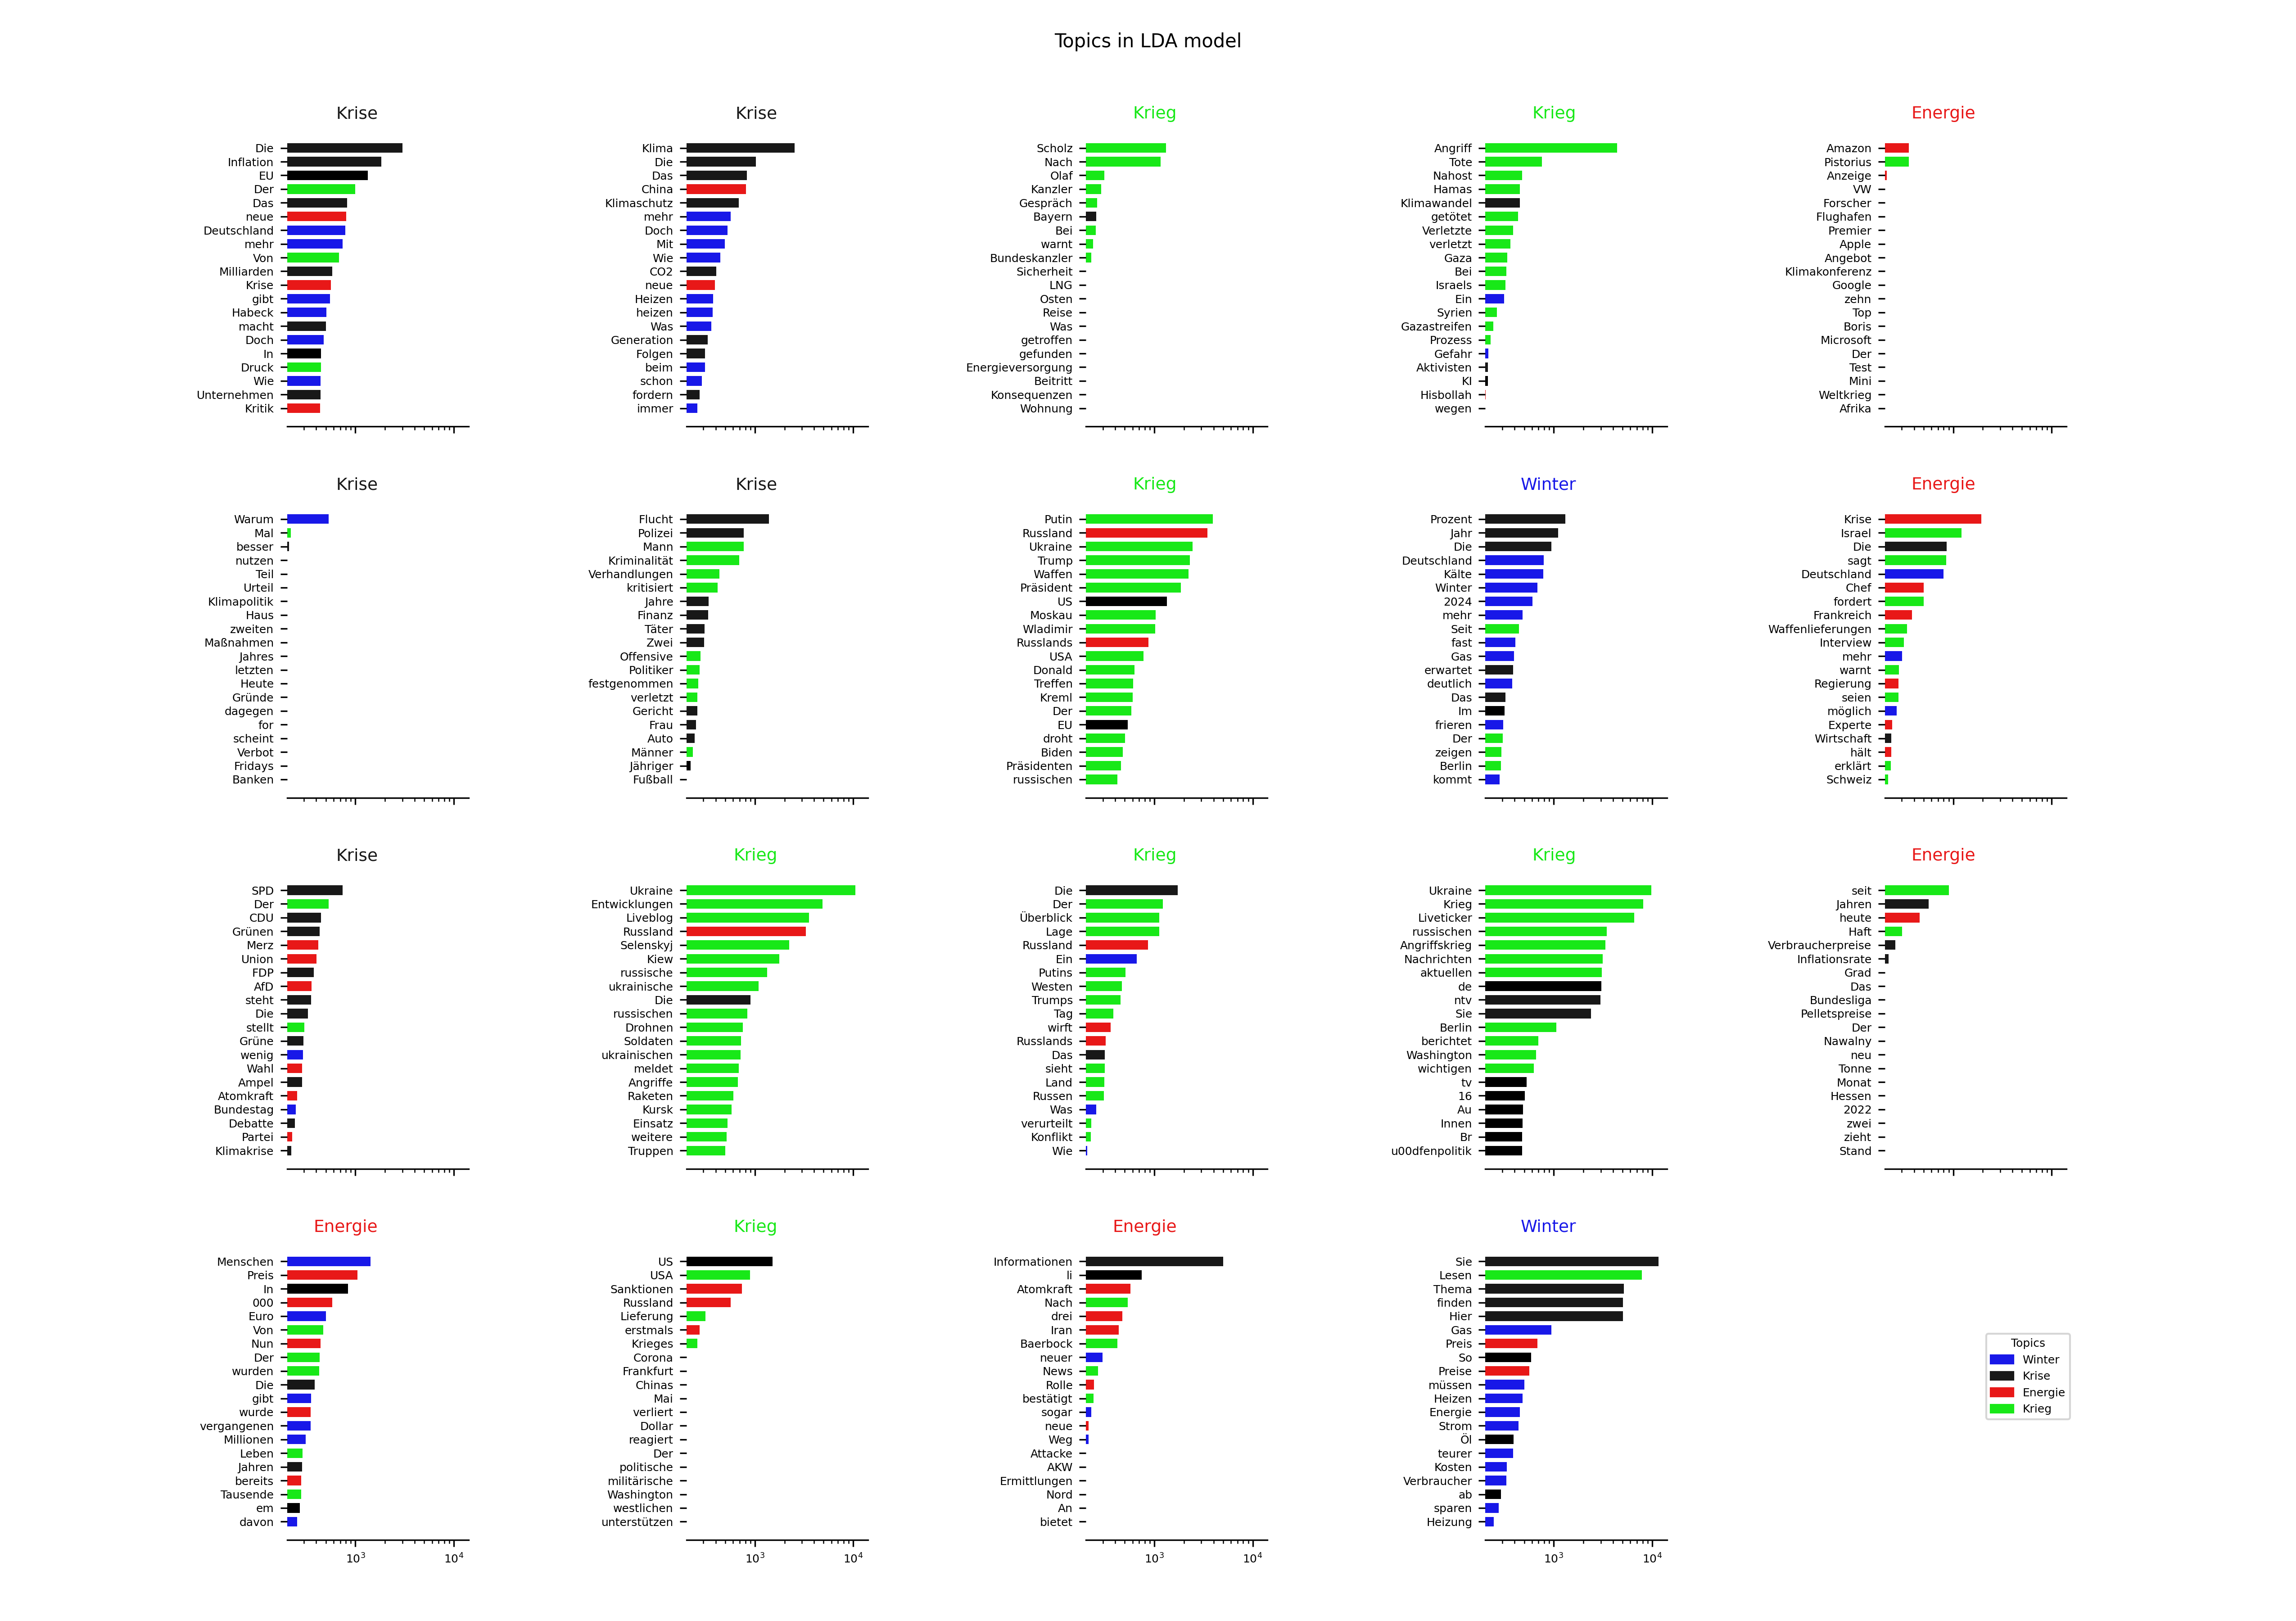 Topics in LDA model
Krise
Die
Inflation
EU
Der
Das
neue
Deutschland
mehr
Von
Milliarden
Krise
gibt
Habeck
macht
Doch
In
Druck
Wie
Unternehmen
Kritik
Krise
Klima
Die
Das
China
Klimaschutz
mehr
Doch
Mit
Wie
CO2
neue
Heizen
heizen
Was
Generation
Folgen
beim
schon
fordern
immer
Krieg
Scholz
Nach
Olaf
Kanzler
Gespräch
Bayern
Bei
warnt
Bundeskanzler
Sicherheit
LNG
Osten
Reise
Was
getroffen
gefunden
Energieversorgung
Beitritt
Konsequenzen
Wohnung
Krieg
Angriff
Tote
Nahost
Hamas
Klimawandel
getötet
Verletzte
verletzt
Gaza
Bei
Israels
Ein
Syrien
Gazastreifen
Prozess
Gefahr
Aktivisten
KI
Hisbollah
wegen
Energie
Amazon
Pistorius
Anzeige
VW
Forscher
Flughafen
Premier
Apple
Angebot
Klimakonferenz
Google
zehn
Top
Boris
Microsoft
Der
Test
Mini
Weltkrieg
Afrika
Krise
Warum
Mal
besser
nutzen
Teil
Urteil
Klimapolitik
Haus
zweiten
Maßnahmen
Jahres
letzten
Heute
Gründe
dagegen
for
scheint
Verbot
Fridays
Banken
Krise
Flucht
Polizei
Mann
Kriminalität
Verhandlungen
kritisiert
Jahre
Finanz
Täter
Zwei
Offensive
Politiker
festgenommen
verletzt
Gericht
Frau
Auto
Männer
Jähriger
Fußball
Krieg
Putin
Russland
Ukraine
Trump
Waffen
Präsident
US
Moskau
Wladimir
Russlands
USA
Donald
Treffen
Kreml
Der
EU
droht
Biden
Präsidenten
russischen
Winter
Prozent
Jahr
Die
Deutschland
Kälte
Winter
2024
mehr
Seit
fast
Gas
erwartet
deutlich
Das
Im
frieren
Der
zeigen
Berlin
kommt
Energie
Krise
Israel
Die
sagt
Deutschland
Chef
fordert
Frankreich
Waffenlieferungen
Interview
mehr
warnt
Regierung
seien
möglich
Experte
Wirtschaft
hält
erklärt
Schweiz
Krise
SPD
Der
CDU
Grünen
Merz
Union
FDP
AfD
steht
Die
stellt
Grüne
wenig
Wahl
Ampel
Atomkraft
Bundestag
Debatte
Partei
Klimakrise
Krieg
Ukraine
Entwicklungen
Liveblog
Russland
Selenskyj
Kiew
russische
ukrainische
Die
russischen
Drohnen
Soldaten
ukrainischen
meldet
Angriffe
Raketen
Kursk
Einsatz
weitere
Truppen
Krieg
Die
Der
Überblick
Lage
Russland
Ein
Putins
Westen
Trumps
Tag
wirft
Russlands
Das
sieht
Land
Russen
Was
verurteilt
Konflikt
Wie
Krieg
Ukraine
Krieg
Liveticker
russischen
Angriffskrieg
Nachrichten
aktuellen
de
ntv
Sie
Berlin
berichtet
Washington
wichtigen
tv
16
Au
Innen
Br
u00dfenpolitik
Energie
seit
Jahren
heute
Haft
Verbraucherpreise
Inflationsrate
Grad
Das
Bundesliga
Pelletspreise
Der
Nawalny
neu
Tonne
Monat
Hessen
2022
zwei
zieht
Stand
Energie
Menschen
Preis
In
000
Euro
Von
Nun
Der
wurden
Die
gibt
wurde
vergangenen
Millionen
Leben
Jahren
bereits
Tausende
em
davon
10³ 10⁴
Krieg
US
USA
Sanktionen
Russland
Lieferung
erstmals
Krieges
Corona
Frankfurt
Chinas
Mai
verliert
Dollar
reagiert
Der
politische
militärische
Washington
westlichen
unterstützen
10³ 10⁴
Energie
Informationen
li
Atomkraft
Nach
drei
Iran
Baerbock
neuer
News
Rolle
bestätigt
sogar
neue
Weg
Attacke
AKW
Ermittlungen
Nord
An
bietet
10³ 10⁴
Winter
Sie
Lesen
Thema
finden
Hier
Gas
Preis
So
Preise
müssen
Heizen
Energie
Strom
Öl
teurer
Kosten
Verbraucher
ab
sparen
Heizung
10³ 10⁴
Topics
Winter
Krise
Energie
Krieg